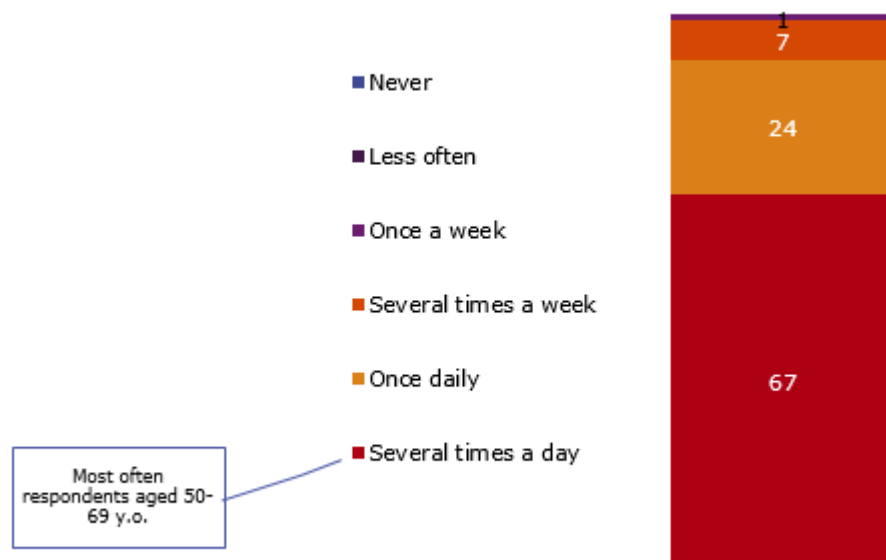 1
7
Never
24
Less often
Once a week
Several times a week
Once daily
67
Several times a day
Most often
respondents aged 50-
69 y.o.